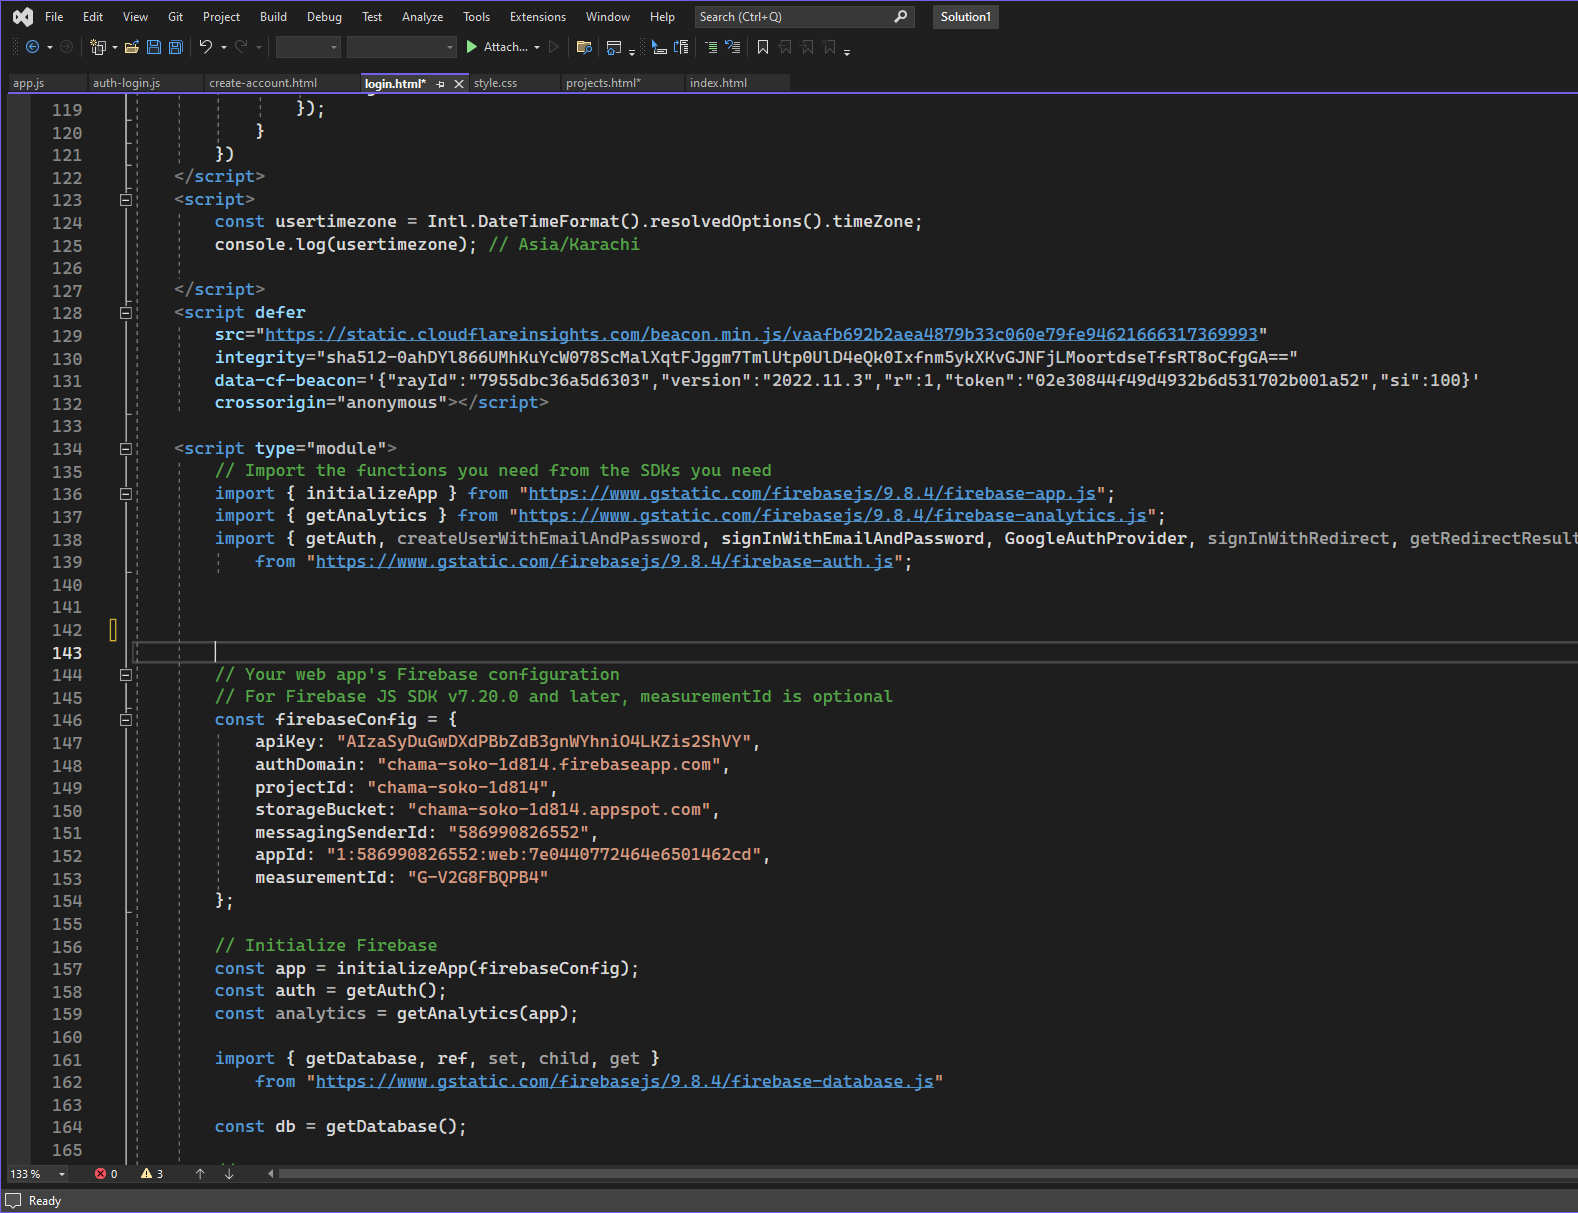 File Edit View Git Project Build Debug Test Analyze Tools Extensions Window Help Search (Ctrl+Q) Solution1
Attach...
app.js auth-login.js create-account.html login.html* style.css projects.html* index.html
119 });
120 }
121 })
122 </script>
123 <script>
124 const usertimezone = Intl.DateTimeFormat().resolvedOptions().timeZone;
125 console.log(usertimezone); // Asia/Karachi
126
127 </script>
128 <script defer
129 src="https://static.cloudflareinsights.com/beacon.min.js/vaafb692b2aea4879b33c060e79fe94621666317369993"
130 integrity="sha512-0ahDYl866UMhKuYcW078ScMalXqtFJggm7TmlUtp0UlD4eQk0Ixfnm5ykXKvGJNFjLMoortdseTfsRT8oCfgGA=="
131 data-cf-beacon='{"rayId":"7955dbc36a5d6303","version":"2022.11.3","r":1,"token":"02e30844f49d4932b6d531702b001a52","si":100}'
132 crossorigin="anonymous"></script>
133
134 <script type="module">
135 // Import the functions you need from the SDKs you need
136 import { initializeApp } from "https://www.gstatic.com/firebasejs/9.8.4/firebase-app.js";
137 import { getAnalytics } from "https://www.gstatic.com/firebasejs/9.8.4/firebase-analytics.js";
138 import { getAuth, createUserWithEmailAndPassword, signInWithEmailAndPassword, GoogleAuthProvider, signInWithRedirect, getRedirectResult
139 from "https://www.gstatic.com/firebasejs/9.8.4/firebase-auth.js";
140
141
142
143
144 // Your web app's Firebase configuration
145 // For Firebase JS SDK v7.20.0 and later, measurementId is optional
146 const firebaseConfig = {
147 apiKey: "AIzaSyDuGwDXdPBbZdB3gnWYhniO4LKZis2ShVY",
148 authDomain: "chama-soko-1d814.firebaseapp.com",
149 projectId: "chama-soko-1d814",
150 storageBucket: "chama-soko-1d814.appspot.com",
151 messagingSenderId: "586990826552",
152 appId: "1:586990826552:web:7e0440772464e6501462cd",
153 measurementId: "G-V2G8FBQPB4"
154 };
155
156 // Initialize Firebase
157 const app = initializeApp(firebaseConfig);
158 const auth = getAuth();
159 const analytics = getAnalytics(app);
160
161 import { getDatabase, ref, set, child, get }
162 from "https://www.gstatic.com/firebasejs/9.8.4/firebase-database.js"
163
164 const db = getDatabase();
165
133 % 0 3
Ready